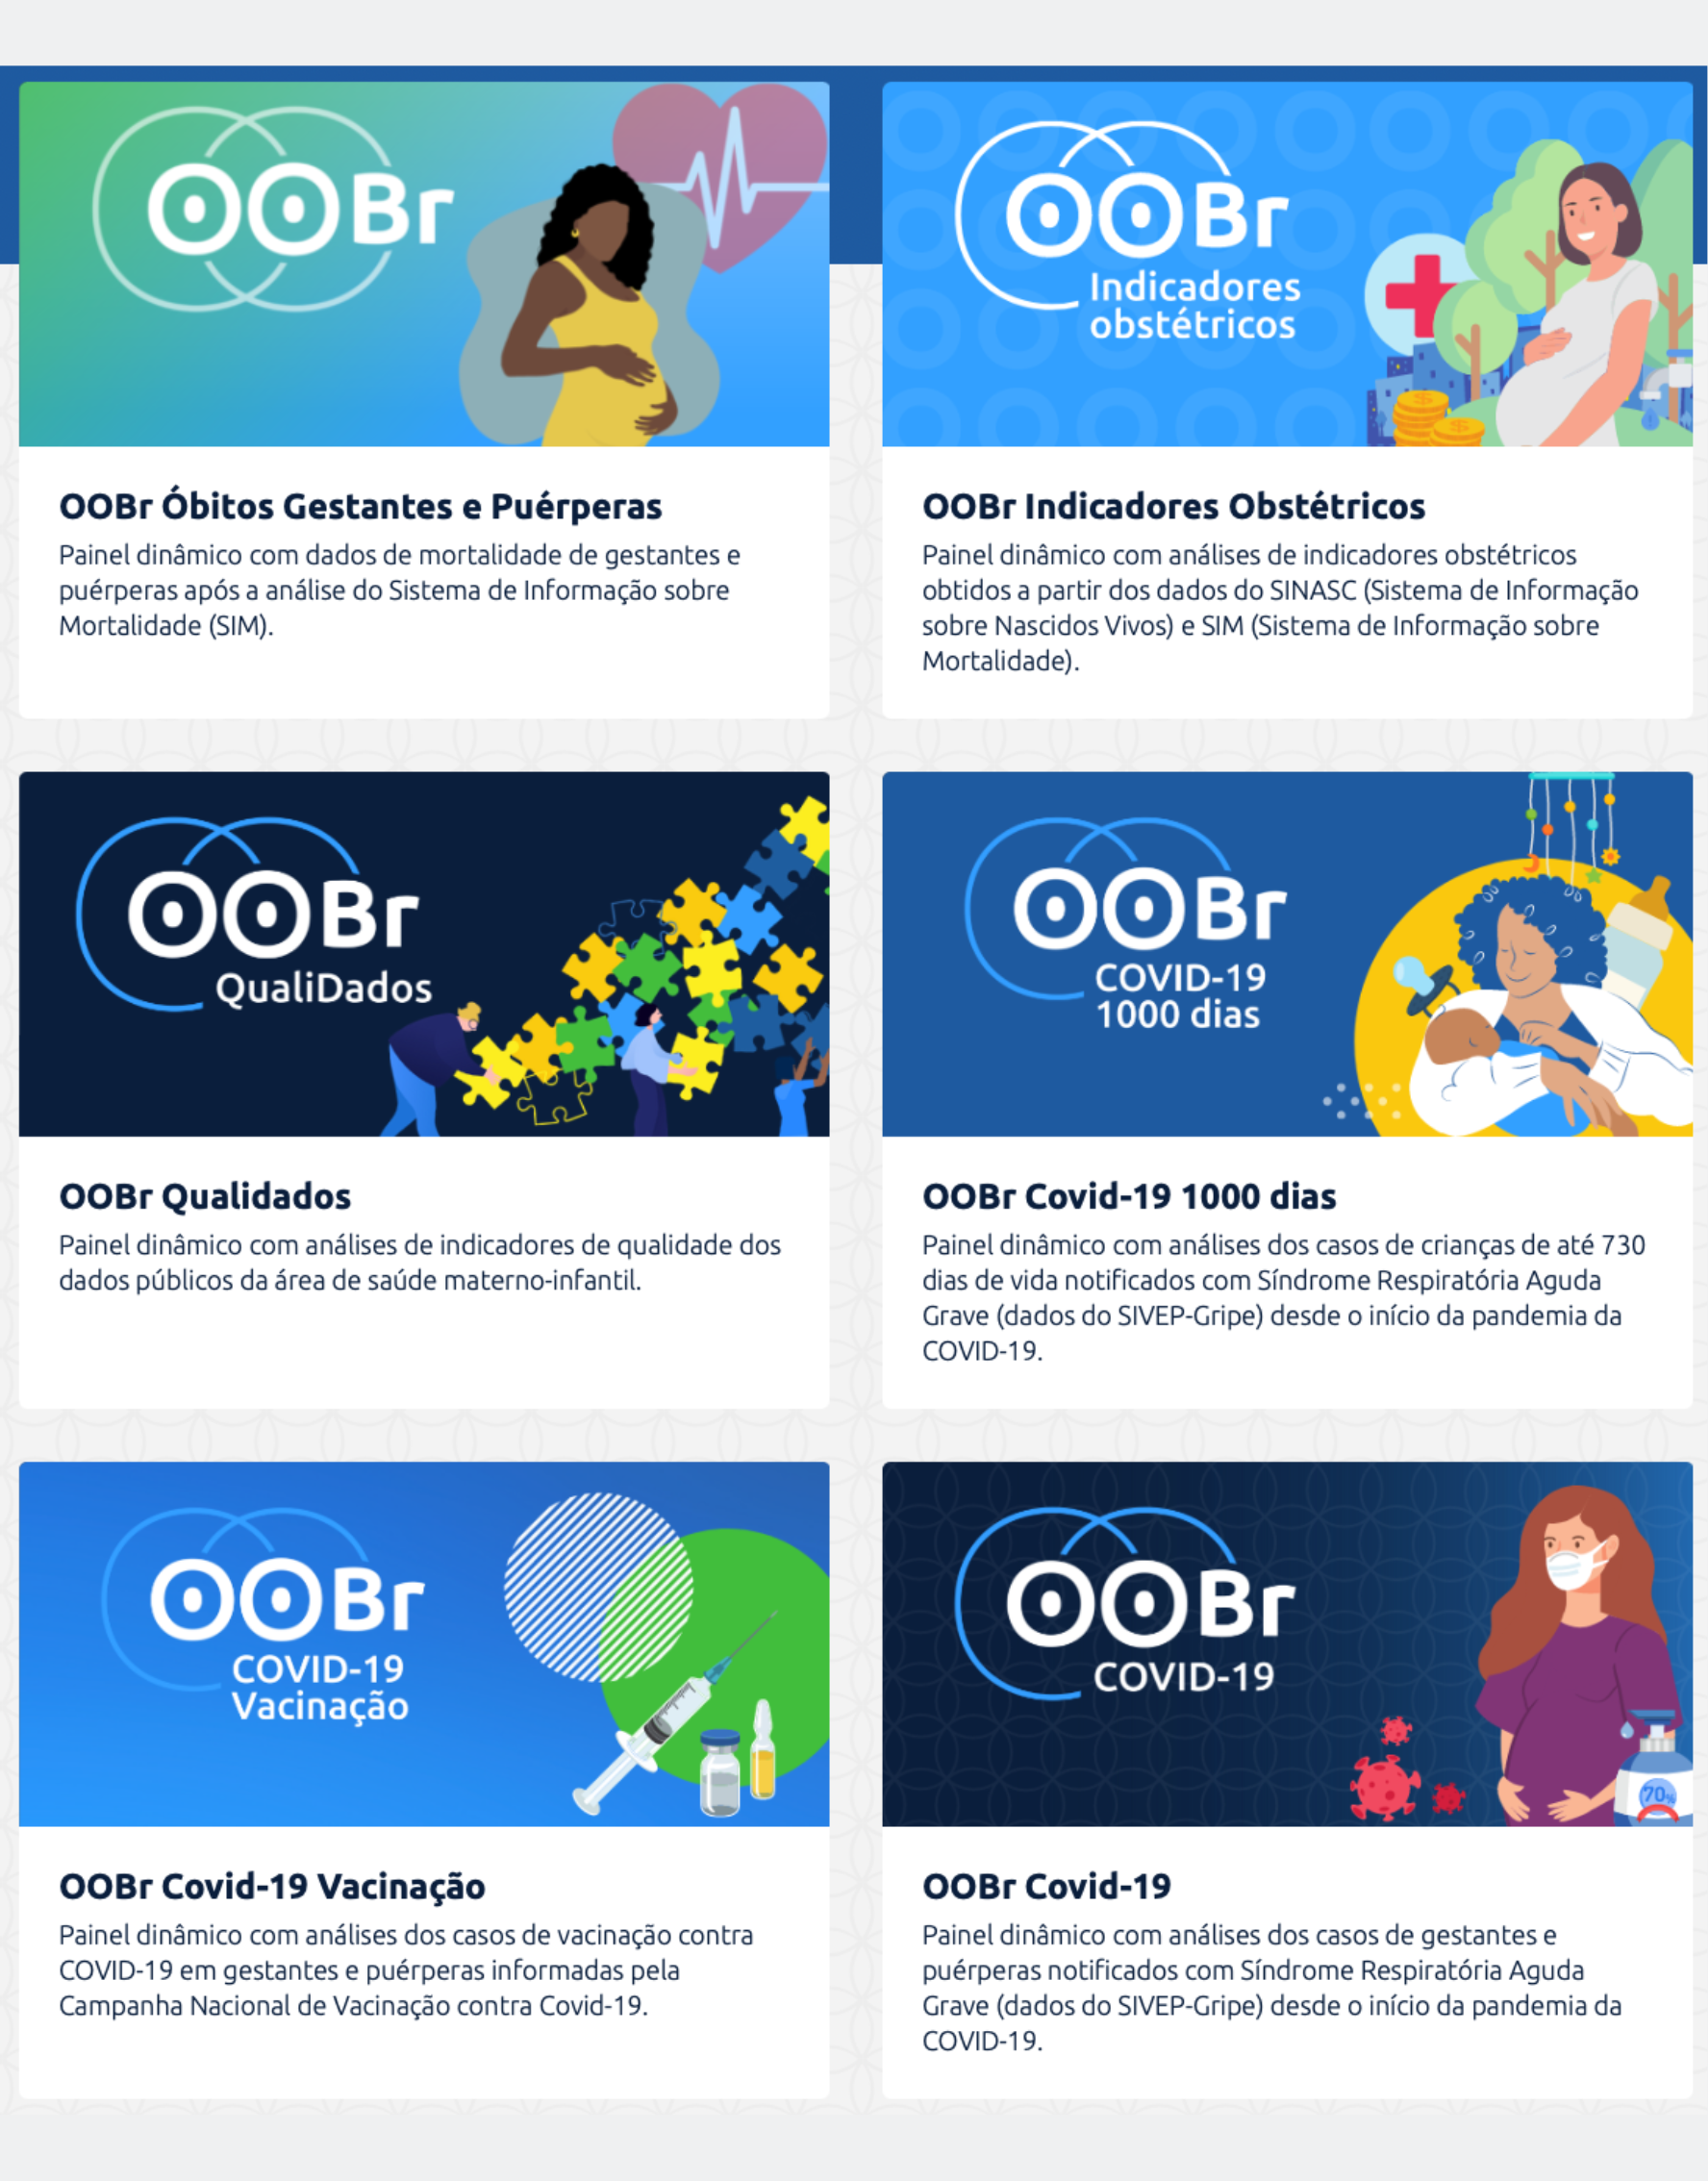 OOBr
OOBr Óbitos Gestantes e Puérperas
Painel dinâmico com dados de mortalidade de gestantes e
puérperas após a análise do Sistema de Informação sobre
Mortalidade (SIM).
OOBr
Indicadores
obstétricos
OOBr Indicadores Obstétricos
Painel dinâmico com análises de indicadores obstétricos
obtidos a partir dos dados do SINASC (Sistema de Informação
sobre Nascidos Vivos) e SIM (Sistema de Informação sobre
Mortalidade).
OOBr
QualiDados
OOBr Qualidados
Painel dinâmico com análises de indicadores de qualidade dos
dados públicos da área de saúde materno-infantil.
OOBr
COVID-19
1000 dias
OOBr Covid-19 1000 dias
Painel dinâmico com análises dos casos de crianças de até 730
dias de vida notificados com Síndrome Respiratória Aguda
Grave (dados do SIVEP-Gripe) desde o início da pandemia da
COVID-19.
OOBr
COVID-19
Vacinação
OOBr Covid-19 Vacinação
Painel dinâmico com análises dos casos de vacinação contra
COVID-19 em gestantes e puérperas informadas pela
Campanha Nacional de Vacinação contra Covid-19.
OOBr
COVID-19
70%
OOBr Covid-19
Painel dinâmico com análises dos casos de gestantes e
puérperas notificados com Síndrome Respiratória Aguda
Grave (dados do SIVEP-Gripe) desde o início da pandemia da
COVID-19.